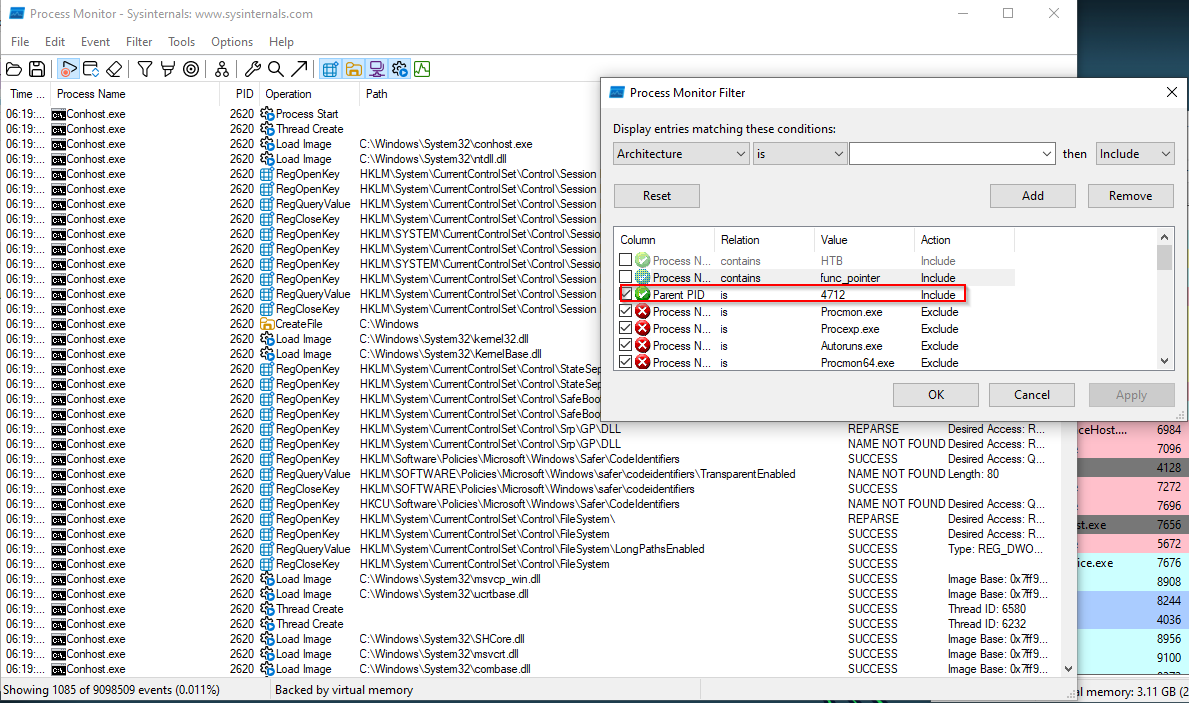 Process Monitor - Sysinternals: www.sysinternals.com
File Edit Event Filter Tools Options Help
Time ... Process Name PID Operation Path
06:19:... Conhost.exe 2620 Process Start
06:19:... Conhost.exe 2620 Thread Create
06:19:... Conhost.exe 2620 Load Image C:\Windows\System32\conhost.exe
06:19:... Conhost.exe 2620 Load Image C:\Windows\System32\ntdll.dll
06:19:... Conhost.exe 2620 RegOpenKey HKLM\System\CurrentControlSet\Control\Session
06:19:... Conhost.exe 2620 RegQueryValue HKLM\System\CurrentControlSet\Control\Session
06:19:... Conhost.exe 2620 RegCloseKey HKLM\System\CurrentControlSet\Control\Session
06:19:... Conhost.exe 2620 RegOpenKey HKLM\SYSTEM\CurrentControlSet\Control\Sessio
06:19:... Conhost.exe 2620 RegOpenKey HKLM\System\CurrentControlSet\Control\Session
06:19:... Conhost.exe 2620 RegOpenKey HKLM\SYSTEM\CurrentControlSet\Control\Sessio
06:19:... Conhost.exe 2620 RegOpenKey HKLM\System\CurrentControlSet\Control\Session
06:19:... Conhost.exe 2620 RegQueryValue HKLM\System\CurrentControlSet\Control\Session
06:19:... Conhost.exe 2620 RegCloseKey HKLM\System\CurrentControlSet\Control\Session
06:19:... Conhost.exe 2620 CreateFile C:\Windows
06:19:... Conhost.exe 2620 Load Image C:\Windows\System32\kernel32.dll
06:19:... Conhost.exe 2620 Load Image C:\Windows\System32\KernelBase.dll
06:19:... Conhost.exe 2620 RegOpenKey HKLM\System\CurrentControlSet\Control\StateSep
06:19:... Conhost.exe 2620 RegOpenKey HKLM\System\CurrentControlSet\Control\StateSep
06:19:... Conhost.exe 2620 RegOpenKey HKLM\System\CurrentControlSet\Control\SafeBoo
06:19:... Conhost.exe 2620 RegOpenKey HKLM\System\CurrentControlSet\Control\SafeBoo
06:19:... Conhost.exe 2620 RegOpenKey HKLM\System\CurrentControlSet\Control\Srp\GP\DLL REPARSE Desired Access: R...
06:19:... Conhost.exe 2620 RegOpenKey HKLM\System\CurrentControlSet\Control\Srp\GP\DLL NAME NOT FOUND Desired Access: R...
06:19:... Conhost.exe 2620 RegOpenKey HKLM\Software\Policies\Microsoft\Windows\Safer\CodeIdentifiers SUCCESS Desired Access: Q...
06:19:... Conhost.exe 2620 RegQueryValue HKLM\SOFTWARE\Policies\Microsoft\Windows\safer\codeidentifiers\TransparentEnabled NAME NOT FOUND Length: 80
06:19:... Conhost.exe 2620 RegCloseKey HKLM\SOFTWARE\Policies\Microsoft\Windows\safer\codeidentifiers SUCCESS
06:19:... Conhost.exe 2620 RegOpenKey HKCU\Software\Policies\Microsoft\Windows\Safer\CodeIdentifiers NAME NOT FOUND Desired Access: Q...
06:19:... Conhost.exe 2620 RegOpenKey HKLM\System\CurrentControlSet\Control\FileSystem\ REPARSE Desired Access: R...
06:19:... Conhost.exe 2620 RegOpenKey HKLM\System\CurrentControlSet\Control\FileSystem SUCCESS Desired Access: R...
06:19:... Conhost.exe 2620 RegQueryValue HKLM\System\CurrentControlSet\Control\FileSystem\LongPathsEnabled SUCCESS Type: REG_DWO...
06:19:... Conhost.exe 2620 RegCloseKey HKLM\System\CurrentControlSet\Control\FileSystem SUCCESS
06:19:... Conhost.exe 2620 Load Image C:\Windows\System32\msvcp_win.dll SUCCESS Image Base: 0x7ff9...
06:19:... Conhost.exe 2620 Load Image C:\Windows\System32\ucrtbase.dll SUCCESS Image Base: 0x7ff9...
06:19:... Conhost.exe 2620 Thread Create SUCCESS Thread ID: 6580
06:19:... Conhost.exe 2620 Thread Create SUCCESS Thread ID: 6232
06:19:... Conhost.exe 2620 Load Image C:\Windows\System32\SHCore.dll SUCCESS Image Base: 0x7ff9...
06:19:... Conhost.exe 2620 Load Image C:\Windows\System32\msvcrt.dll SUCCESS Image Base: 0x7ff9...
06:19:... Conhost.exe 2620 Load Image C:\Windows\System32\combase.dll SUCCESS Image Base: 0x7ff9...
Showing 1085 of 9098509 events (0.011%) Backed by virtual memory
Process Monitor Filter
Display entries matching these conditions:
Architecture is then Include
Reset Add Remove
Column Relation Value Action
Process N... contains HTB Include
Process N... contains func_pointer Include
Parent PID is 4712 Include
Process N... is Procmon.exe Exclude
Process N... is Procexp.exe Exclude
Process N... is Autoruns.exe Exclude
Process N... is Procmon64.exe Exclude
OK Cancel Apply
iceHost.... 6984
7096
4128
7272
7696
st.exe 7656
5672
ice.exe 7676
8908
8244
4036
8956
9100
al memory: 3.11 GB (2